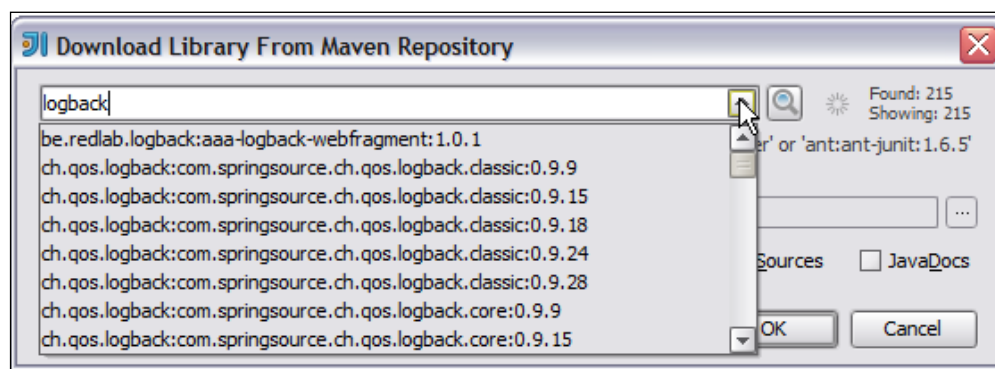 Download Library From Maven Repository
logback
Found: 215
Showing: 215
be.redlab.logback:aaa-logback-webfragment:1.0.1
er' or 'ant:ant-junit:1.6.5'
ch.qos.logback:com.springsource.ch.qos.logback.classic:0.9.9
ch.qos.logback:com.springsource.ch.qos.logback.classic:0.9.15
ch.qos.logback:com.springsource.ch.qos.logback.classic:0.9.18
...
ch.qos.logback:com.springsource.ch.qos.logback.classic:0.9.24
Sources JavaDocs
ch.qos.logback:com.springsource.ch.qos.logback.classic:0.9.28
ch.qos.logback:com.springsource.ch.qos.logback.core:0.9.9
ch.qos.logback:com.springsource.ch.qos.logback.core:0.9.15
OK Cancel